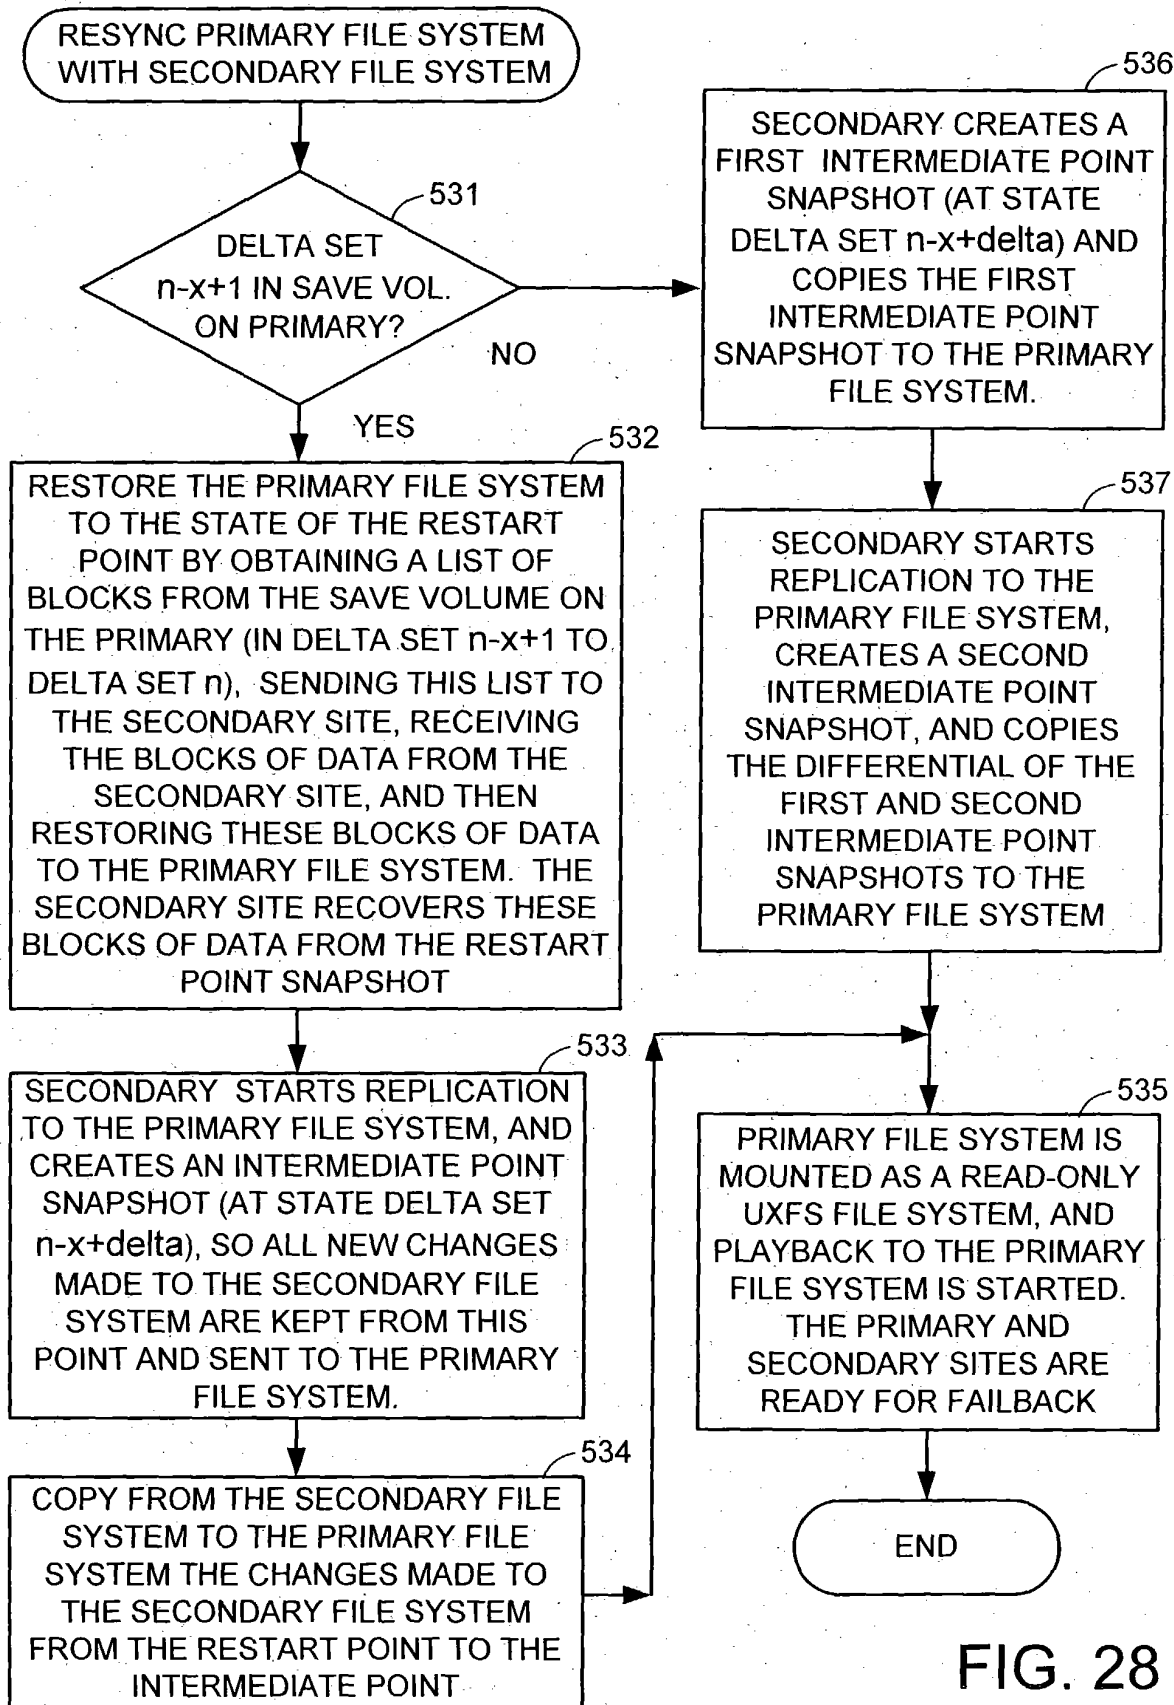 RESYNC PRIMARY FILE SYSTEM
WITH SECONDARY FILE SYSTEM
531
DELTA SET
n-x+1 IN SAVE VOL.
ON PRIMARY?
NO
YES
532
RESTORE THE PRIMARY FILE SYSTEM
TO THE STATE OF THE RESTART
POINT BY OBTAINING A LIST OF
BLOCKS FROM THE SAVE VOLUME ON
THE PRIMARY (IN DELTA SET n-x+1 TO
DELTA SET n), SENDING THIS LIST TO
THE SECONDARY SITE, RECEIVING
THE BLOCKS OF DATA FROM THE
SECONDARY SITE, AND THEN
RESTORING THESE BLOCKS OF DATA
TO THE PRIMARY FILE SYSTEM. THE
SECONDARY SITE RECOVERS THESE
BLOCKS OF DATA FROM THE RESTART
POINT SNAPSHOT
533
SECONDARY STARTS REPLICATION
TO THE PRIMARY FILE SYSTEM, AND
CREATES AN INTERMEDIATE POINT
SNAPSHOT (AT STATE DELTA SET
n-x+delta), SO ALL NEW CHANGES
MADE TO THE SECONDARY FILE
SYSTEM ARE KEPT FROM THIS
POINT AND SENT TO THE PRIMARY
FILE SYSTEM.
534
COPY FROM THE SECONDARY FILE
SYSTEM TO THE PRIMARY FILE
SYSTEM THE CHANGES MADE TO
THE SECONDARY FILE SYSTEM
FROM THE RESTART POINT TO THE
INTERMEDIATE POINT
536
SECONDARY CREATES A
FIRST INTERMEDIATE POINT
SNAPSHOT (AT STATE
DELTA SET n-x+delta) AND
COPIES THE FIRST
INTERMEDIATE POINT
SNAPSHOT TO THE PRIMARY
FILE SYSTEM.
537
SECONDARY STARTS
REPLICATION TO THE
PRIMARY FILE SYSTEM,
CREATES A SECOND
INTERMEDIATE POINT
SNAPSHOT, AND COPIES
THE DIFFERENTIAL OF THE
FIRST AND SECOND
INTERMEDIATE POINT
SNAPSHOTS TO THE
PRIMARY FILE SYSTEM
535
PRIMARY FILE SYSTEM IS
MOUNTED AS A READ-ONLY
UXFS FILE SYSTEM, AND
PLAYBACK TO THE PRIMARY
FILE SYSTEM IS STARTED.
THE PRIMARY AND
SECONDARY SITES ARE
READY FOR FAILBACK
END
FIG. 28